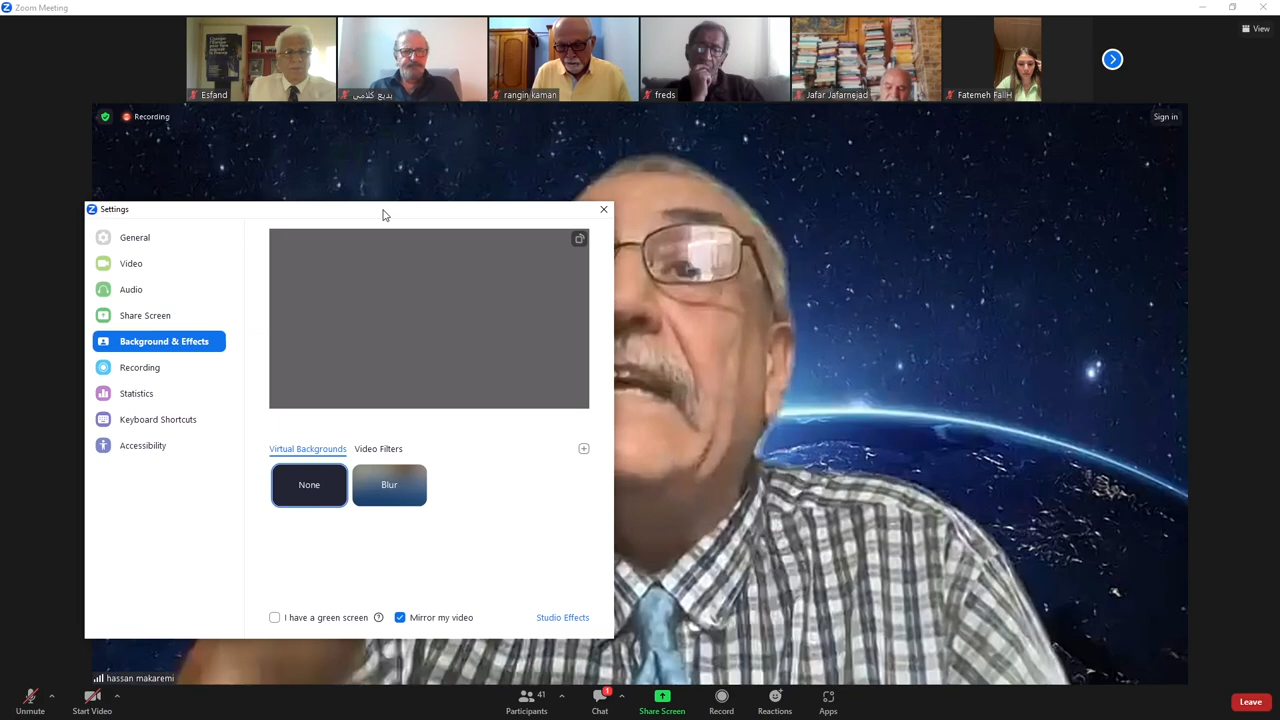 Zoom Meeting
View
Esfand
بدیع کلامی
rangin kaman
freds
Jafar Jafarnejad
Fatemeh FallH
Recording
Sign in
Settings
General
Video
Audio
Share Screen
Background & Effects
Recording
Statistics
Keyboard Shortcuts
Accessibility
Virtual Backgrounds
Video Filters
None
Blur
I have a green screen
Mirror my video
Studio Effects
hassan makaremi
Unmute
Start Video
Participants
41
Chat
1
Share Screen
Record
Reactions
Apps
Leave